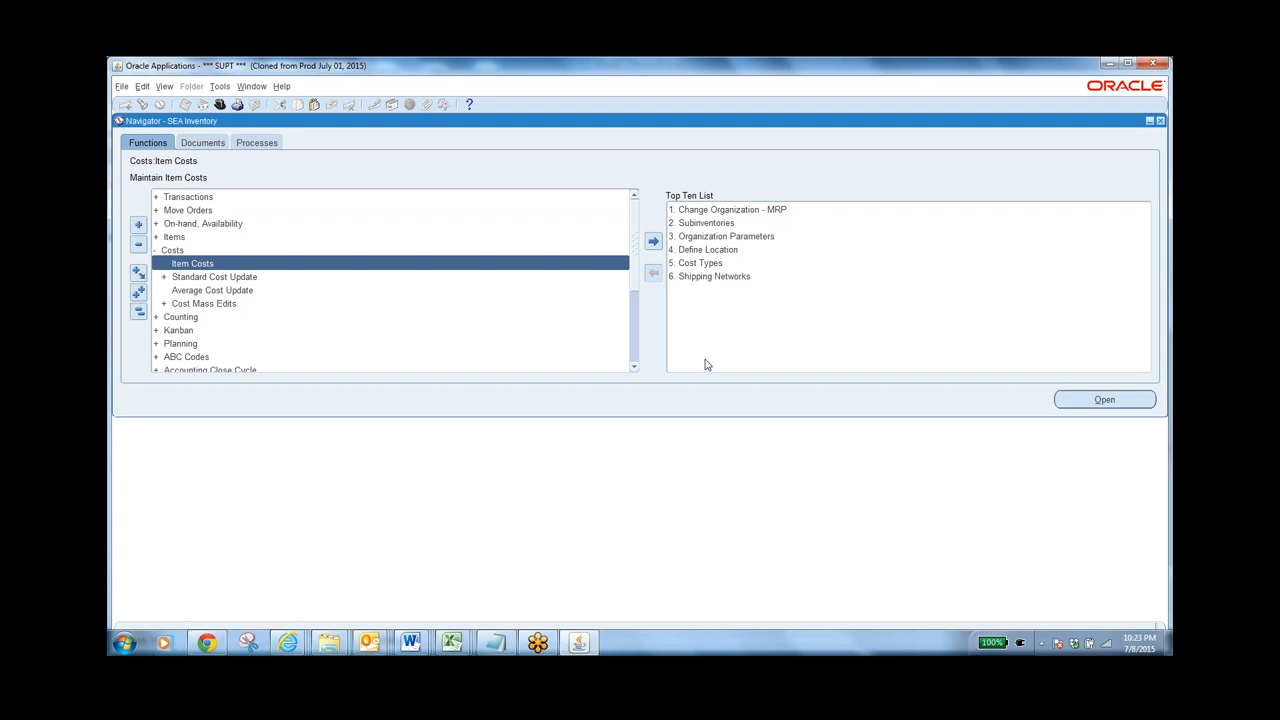 Oracle Applications - *** SUPT *** (Cloned from Prod July 01, 2015)
File Edit View Folder Tools Window Help
ORACLE
Navigator - SEA Inventory
Functions Documents Processes
Costs:Item Costs
Maintain Item Costs
+ Transactions
+ Move Orders
+ On-hand, Availability
+ Items
- Costs
Item Costs
+ Standard Cost Update
Average Cost Update
+ Cost Mass Edits
+ Counting
+ Kanban
+ Planning
+ ABC Codes
+ Accounting Close Cycle
Top Ten List
1. Change Organization - MRP
2. Subinventories
3. Organization Parameters
4. Define Location
5. Cost Types
6. Shipping Networks
Open
100%
10:23 PM
7/8/2015